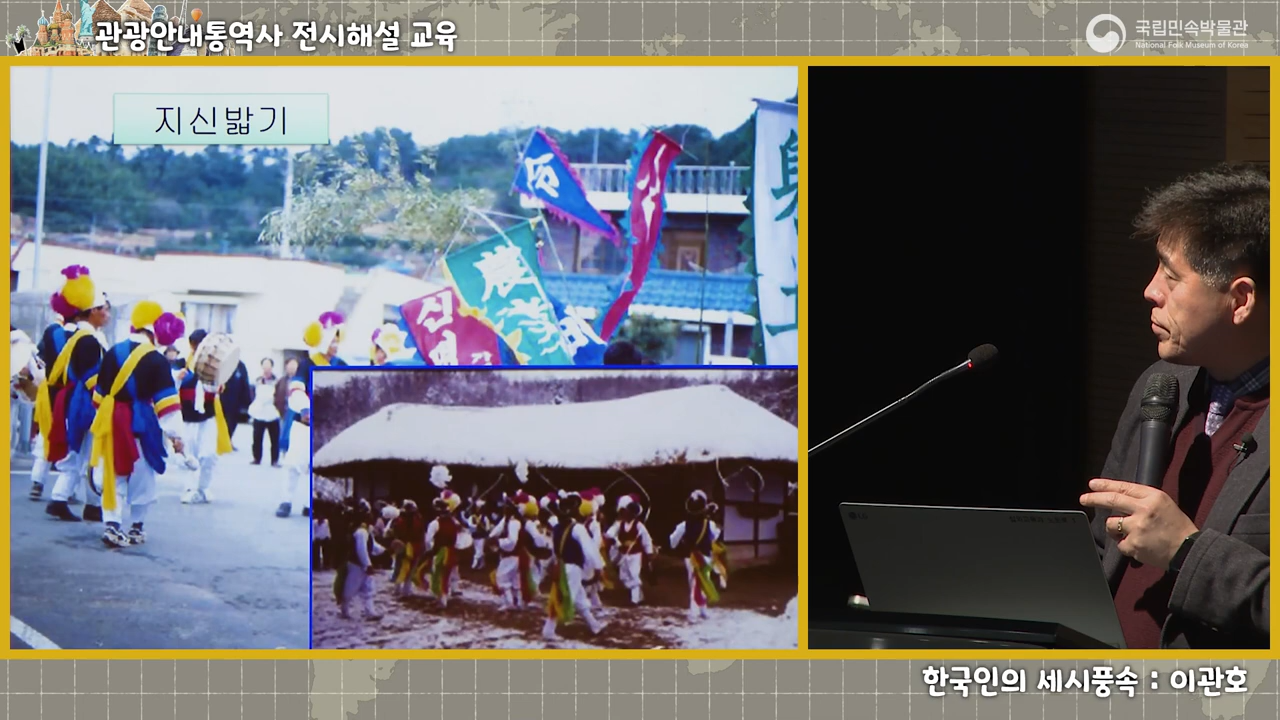 관광안내통역사 전시해설 교육
국립민속박물관
National Folk Museum of Korea
지신밟기
한국인의 세시풍속 : 이관호